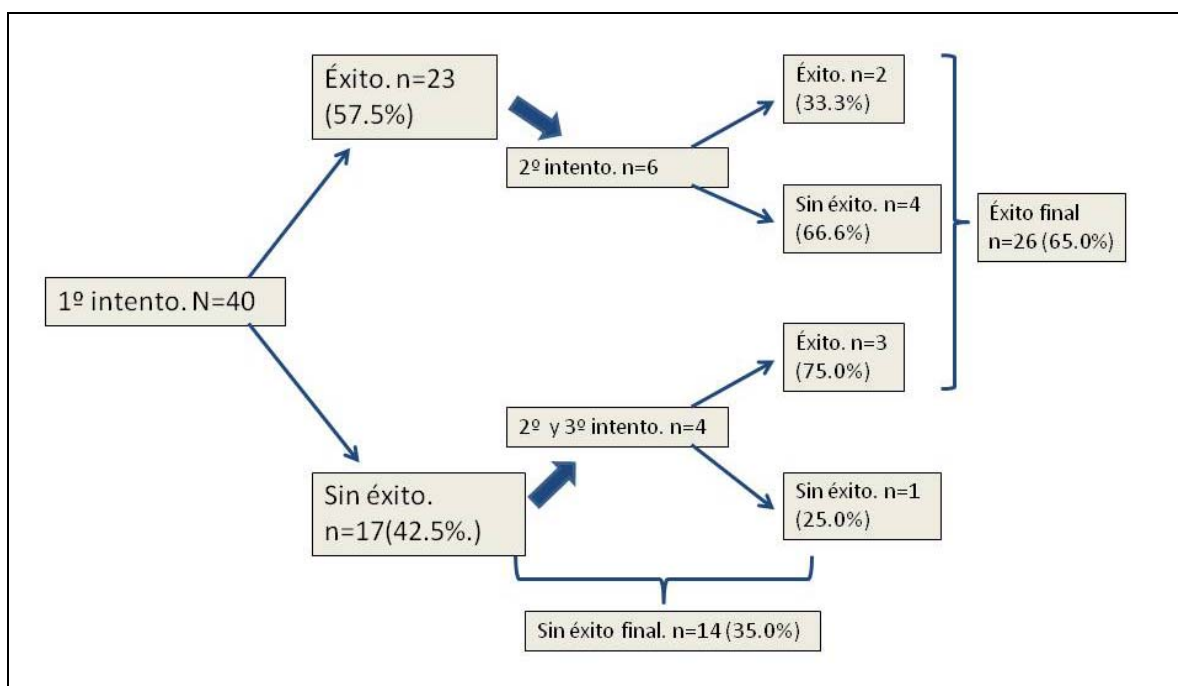 1º intento. N=40
Éxito. n=23
(57.5%)
Sin éxito.
n=17(42.5%.)
2º intento. n=6
2º y 3º intento. n=4
Éxito. n=2
(33.3%)
Sin éxito. n=4
(66.6%)
Éxito. n=3
(75.0%)
Sin éxito. n=1
(25.0%)
Éxito final
n=26 (65.0%)
Sin éxito final. n=14 (35.0%)